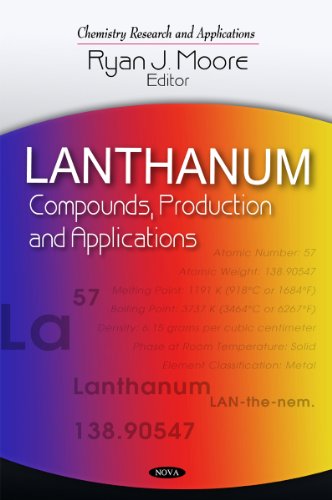 Chemistry Research and Applications
Ryan J. Moore
Editor
LANTHANUM
Compounds, Production
and Applications
Atomic Number: 57
Atomic Weight: 138.90547
57
Melting Point: 1191 K (918°C or 1684°F)
Boiling Point: 3737 K (3464°C or 6267°F)
La
Density: 6.15 grams per cubic centimeter
Phase at Room Temperature: Solid
Element Classification: Metal
Lanthanum
LAN-the-nem.
138.90547
NOVA